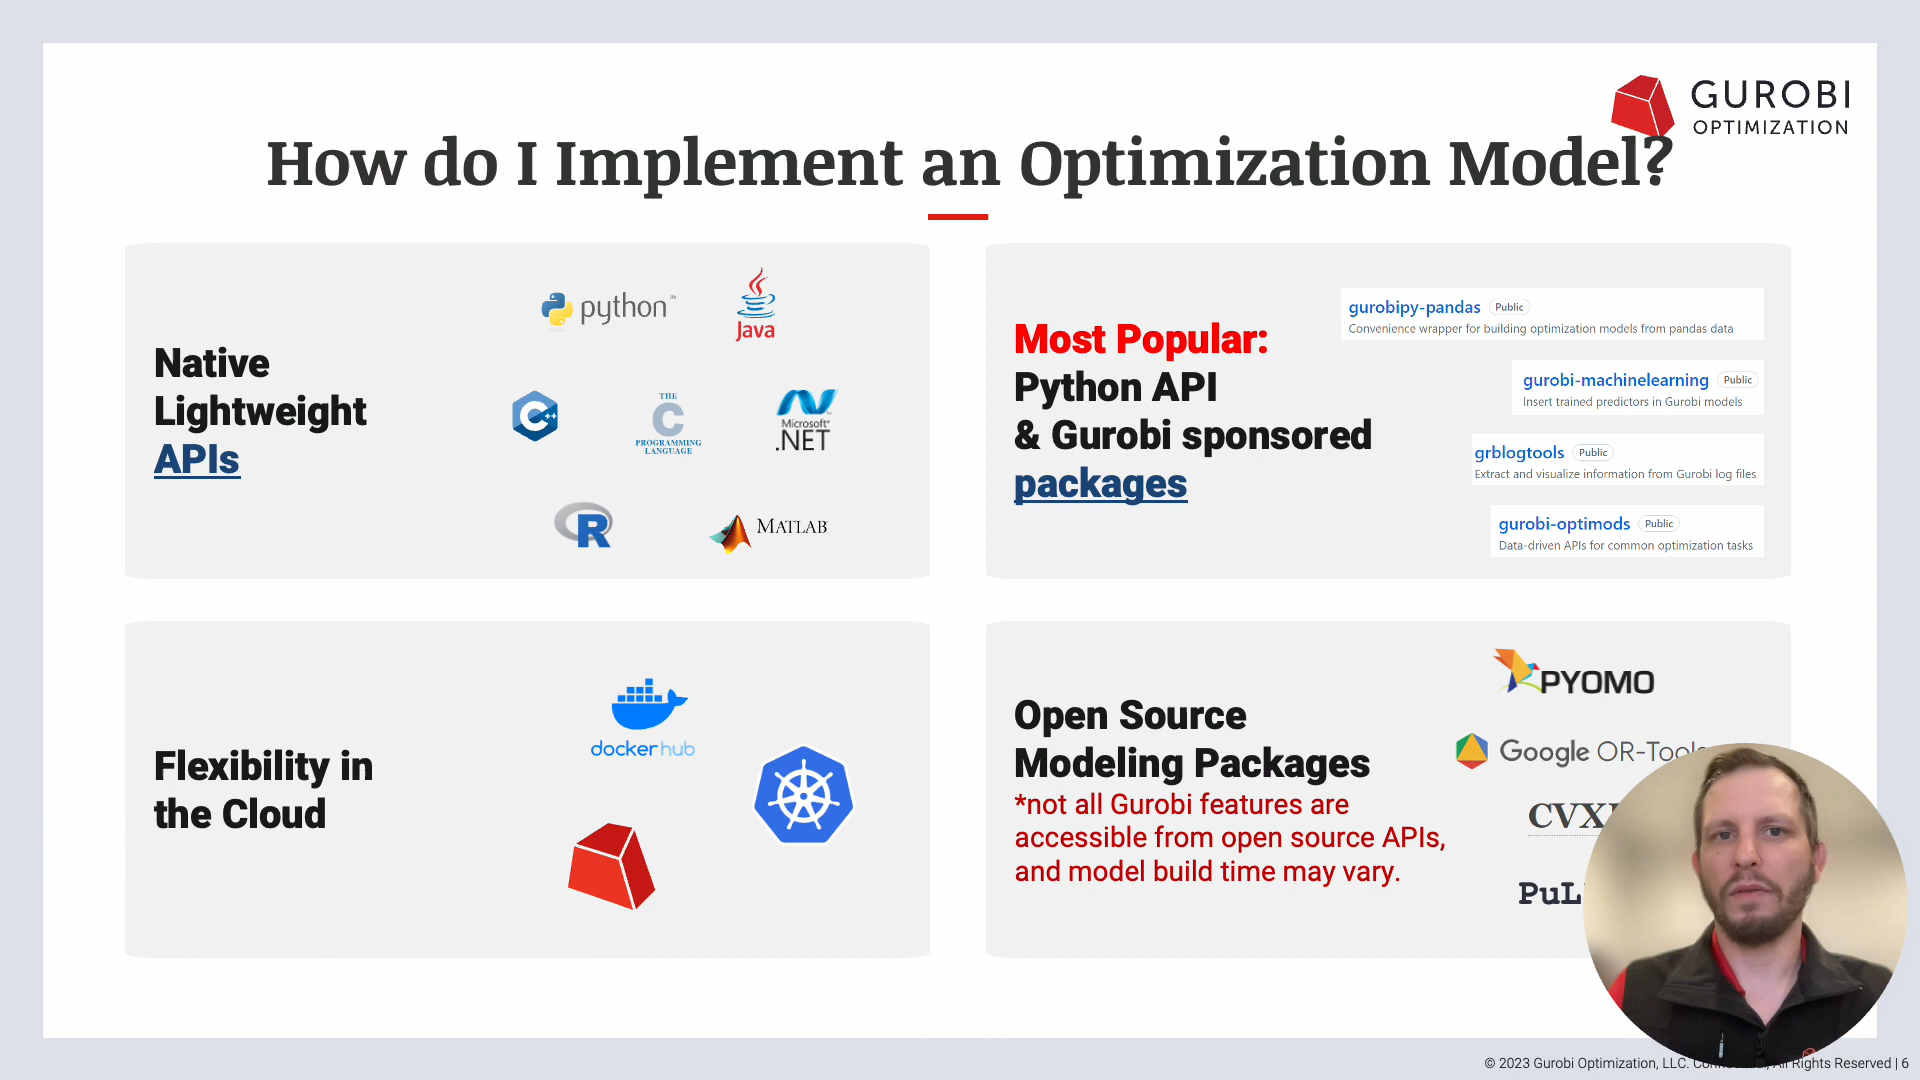 GUROBI
OPTIMIZATION
How do I Implement an Optimization Model?
Native
Lightweight
APIs
python™
Java
C++
THE
C
PROGRAMMING
LANGUAGE
Microsoft®
.NET
R
MATLAB®
Most Popular:
Python API
& Gurobi sponsored
packages
gurobipy-pandas Public
Convenience wrapper for building optimization models from pandas data
gurobi-machinelearning Public
Insert trained predictors in Gurobi models
grblogtools Public
Extract and visualize information from Gurobi log files
gurobi-optimods Public
Data-driven APIs for common optimization tasks
Flexibility in
the Cloud
dockerhub
Open Source
Modeling Packages
*not all Gurobi features are
accessible from open source APIs,
and model build time may vary.
PYOMO
Google OR-Tools
© 2023 Gurobi Optimization, LLC. All Rights Reserved | 6